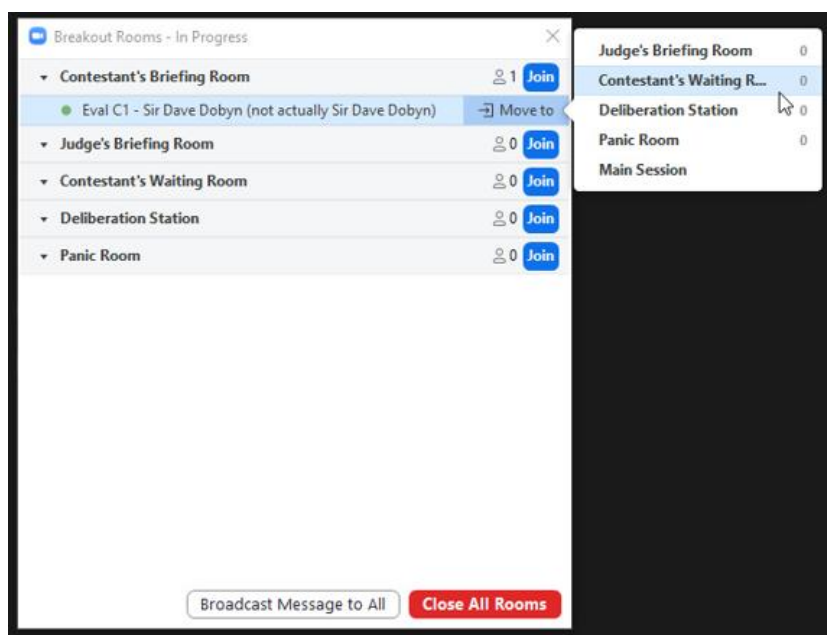 Breakout Rooms - In Progress
Contestant's Briefing Room 1 Join
Eval C1 - Sir Dave Dobyn (not actually Sir Dave Dobyn) Move to
Judge's Briefing Room 0 Join
Contestant's Waiting Room 0 Join
Deliberation Station 0 Join
Panic Room 0 Join
Judge's Briefing Room 0
Contestant's Waiting R... 0
Deliberation Station 0
Panic Room 0
Main Session
Broadcast Message to All Close All Rooms